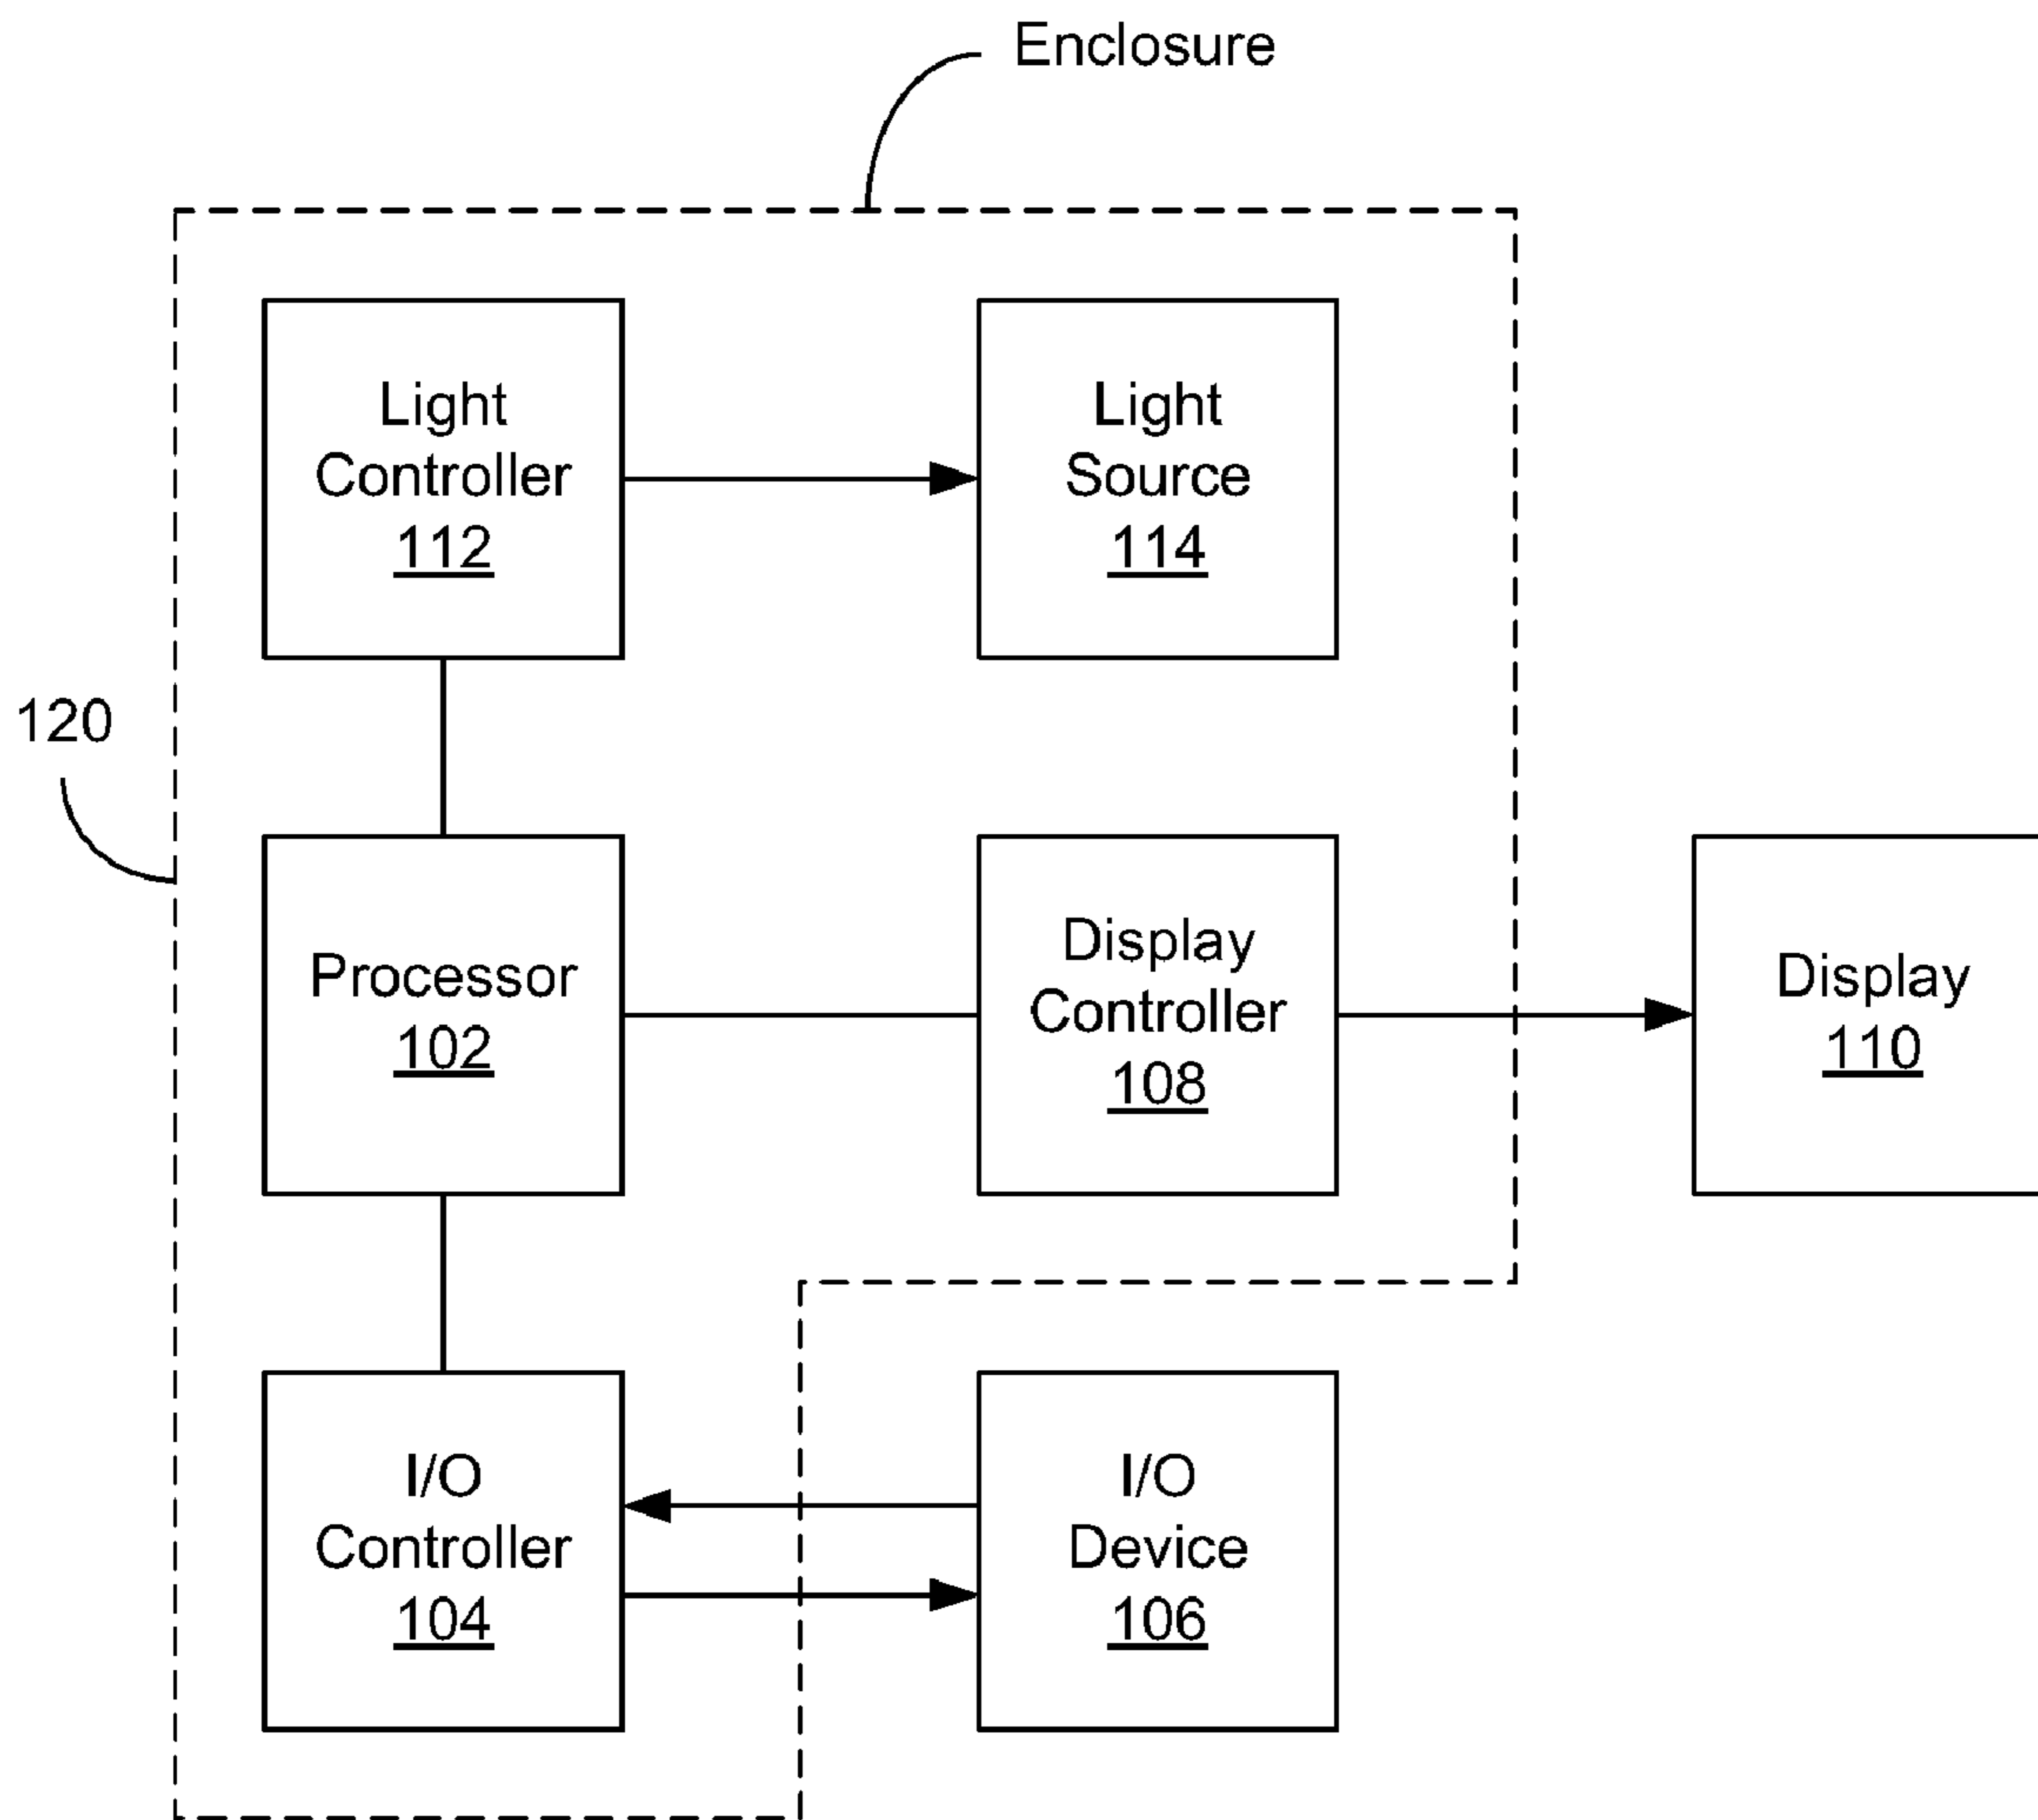 Enclosure
Light
Controller
112
Light
Source
114
120
Processor
102
Display
Controller
108
Display
110
I/O
Controller
104
I/O
Device
106